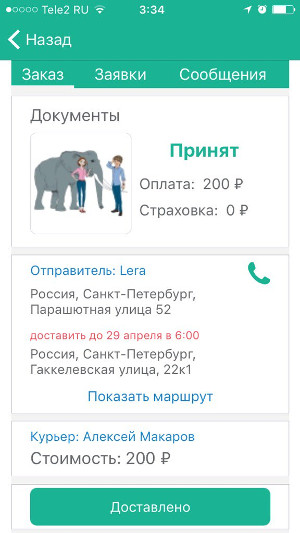 Tele2 RU 3:34
Назад
Заказ Заявки Сообщения
Документы
Принят
Оплата: 200 ₽
Страховка: 0 ₽
Отправитель: Lera
Россия, Санкт-Петербург,
Парашютная улица 52
доставить до 29 апреля в 6:00
Россия, Санкт-Петербург,
Гаккелевская улица, 22к1
Показать маршрут
Курьер: Алексей Макаров
Стоимость: 200 ₽
Доставлено